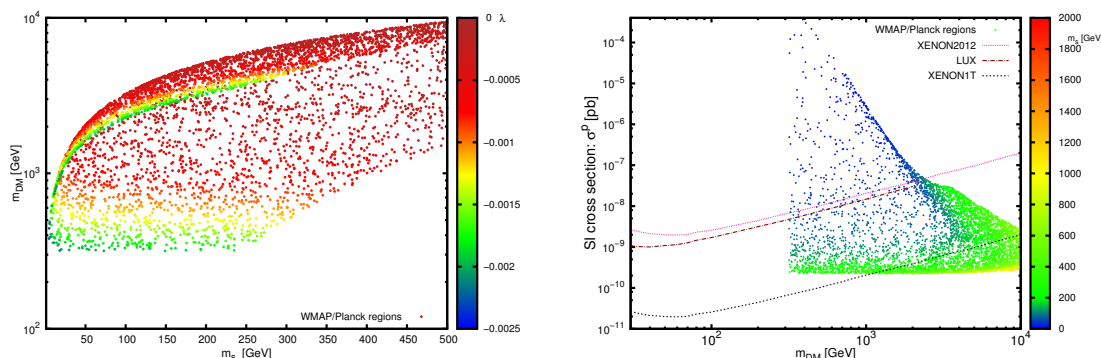 10^4
10^3
10^2
m_DM [GeV]
50 100 150 200 250 300 350 400 450 500
m_s [GeV]
WMAP/Planck regions
0 λ
−0.0005
−0.001
−0.0015
−0.002
−0.0025
SI cross section: σ^p [pb]
10^-4
10^-5
10^-6
10^-7
10^-8
10^-9
10^-10
10^-11
10^2 10^3 10^4
m_DM [GeV]
WMAP/Planck regions
XENON2012
LUX
XENON1T
2000
m_s [GeV]
1800
1600
1400
1200
1000
800
600
400
200
0